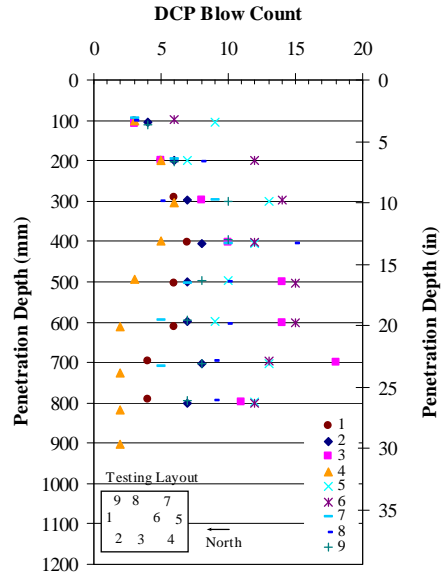 DCP Blow Count
0 5 10 15 20
0 0
100
200 5
300 10
400
500 15
600 20
700
800 25
900 30
1000
1100 35
1200
Penetration Depth (mm)
Penetration Depth (in)
1
2
3
4
5
6
7
8
9
Testing Layout
9 8 7
1 6 5
2 3 4
North